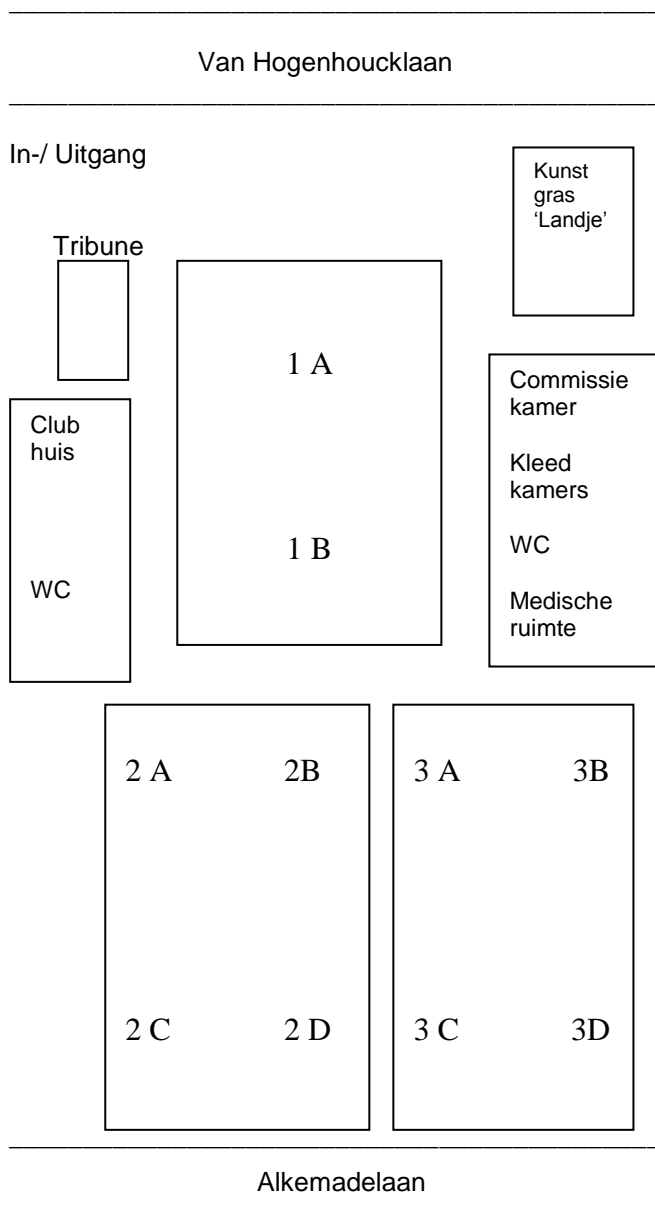 Van Hogenhoucklaan
In-/ Uitgang
Kunst
gras
‘Landje’
Tribune
1 A
Commissie
kamer
Club
huis
Kleed
kamers
1 B
WC
WC
Medische
ruimte
2 A 2B 3 A 3B
2 C 2 D 3 C 3D
Alkemadelaan